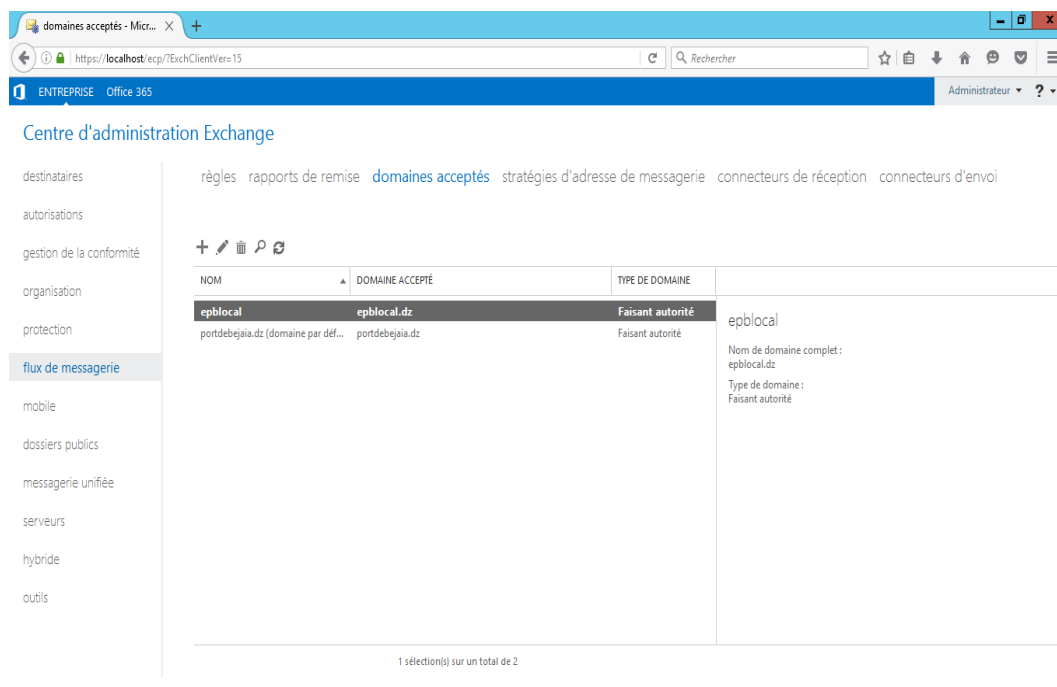 domaines acceptés - Micr...
https://localhost/ecp/?ExchClientVer=15
Rechercher
ENTREPRISE Office 365
Administrateur ?
Centre d'administration Exchange
destinataires
autorisations
gestion de la conformité
organisation
protection
flux de messagerie
mobile
dossiers publics
messagerie unifiée
serveurs
hybride
outils
règles rapports de remise domaines acceptés stratégies d'adresse de messagerie connecteurs de réception connecteurs d'envoi
NOM DOMAINE ACCEPTÉ TYPE DE DOMAINE
epblocal epblocal.dz Faisant autorité
portdebejaia.dz (domaine par déf... portdebejaia.dz Faisant autorité
epblocal
Nom de domaine complet :
epblocal.dz
Type de domaine :
Faisant autorité
1 sélection(s) sur un total de 2